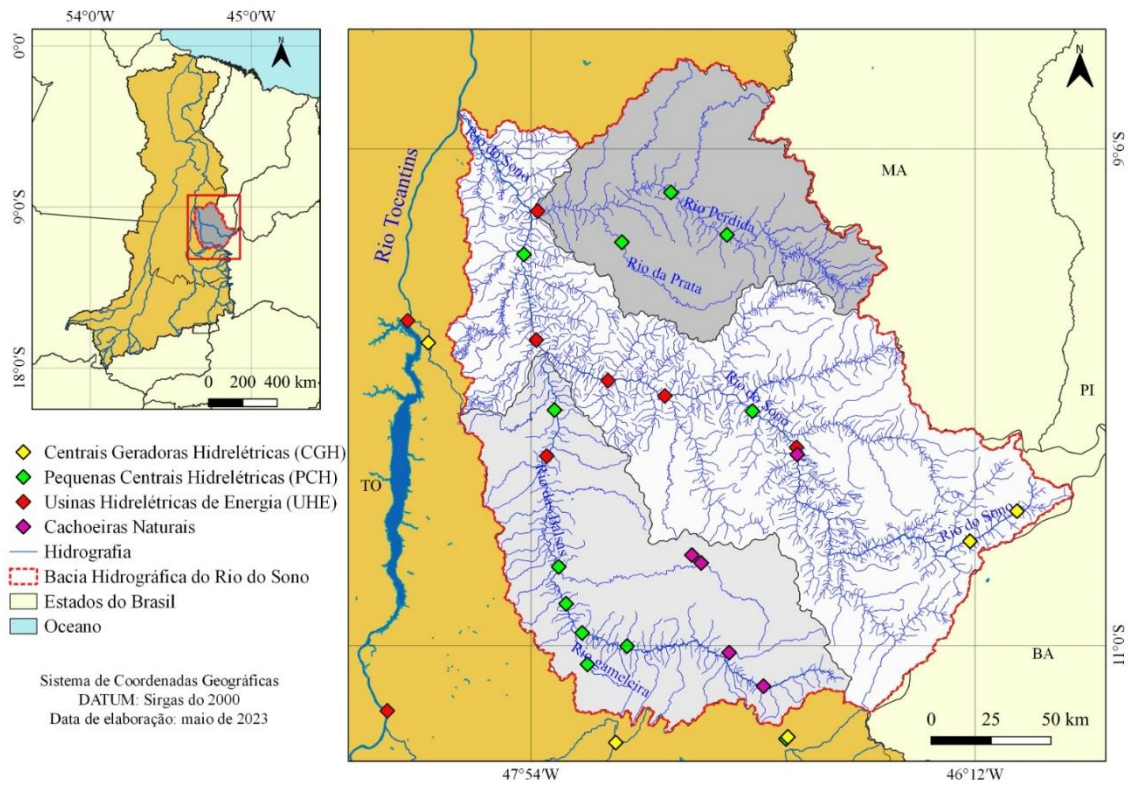 54°0'W
45°0'W
0°
9°0'S
18°0'S
N
0 200 400 km
Centrais Geradoras Hidrelétricas (CGH)
Pequenas Centrais Hidrelétricas (PCH)
Usinas Hidrelétricas de Energia (UHE)
Cachoeiras Naturais
Hidrografia
Bacia Hidrográfica do Rio do Sono
Estados do Brasil
Oceano
Sistema de Coordenadas Geográficas
DATUM: Sirgas do 2000
Data de elaboração: maio de 2023
N
Rio do Sono
MA
9°6'S
Rio Tocantins
Rio Perdida
Rio da Prata
PI
Rio do Sono
TO
Rio das Balsas
Rio do Sono
Rio gameleira
BA
11°0'S
0 25 50 km
47°54'W
46°12'W